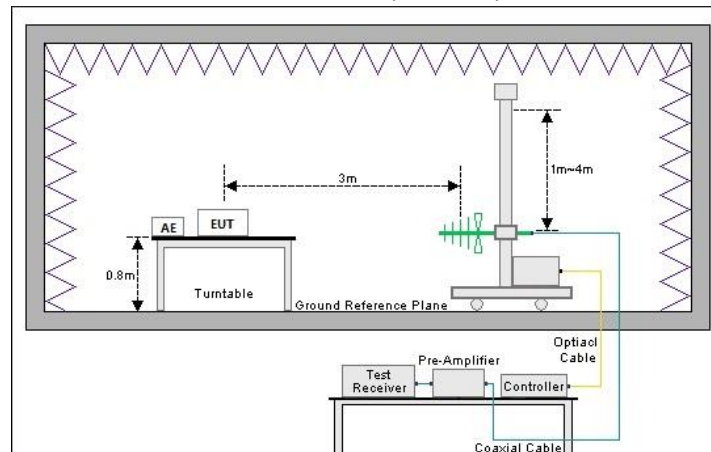 3m
1m~4m
AE
EUT
0.8m
Turntable
Ground Reference Plane
Optiacl
Cable
Pre-Amplifier
Test
Receiver
Controller
Coaxial Cable